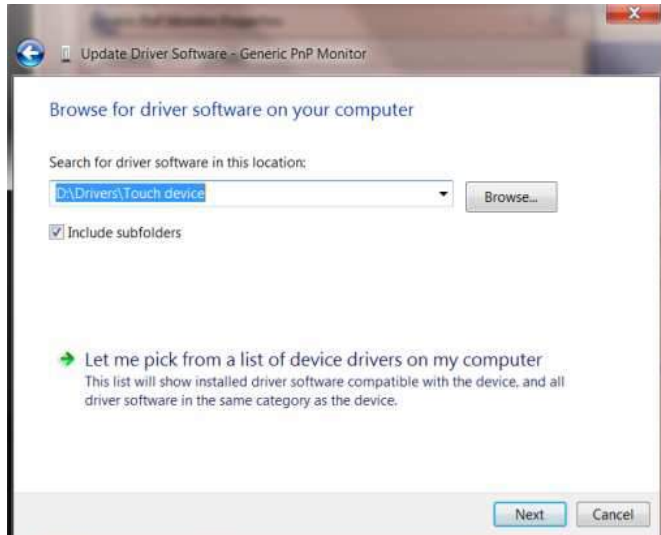 Update Driver Software - Generic PnP Monitor
Browse for driver software on your computer
Search for driver software in this location:
D:\Drivers\Touch device
Browse...
Include subfolders
Let me pick from a list of device drivers on my computer
This list will show installed driver software compatible with the device, and all
driver software in the same category as the device.
Next
Cancel